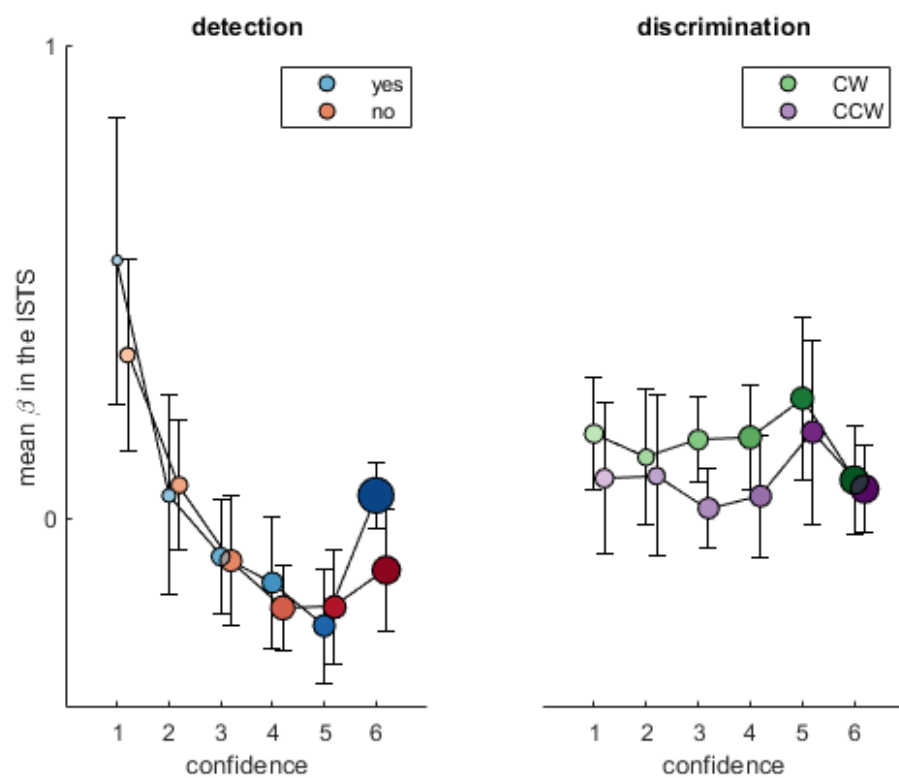 detection
discrimination
1
0
mean β in the lSTS
yes
no
CW
CCW
1 2 3 4 5 6
confidence
1 2 3 4 5 6
confidence